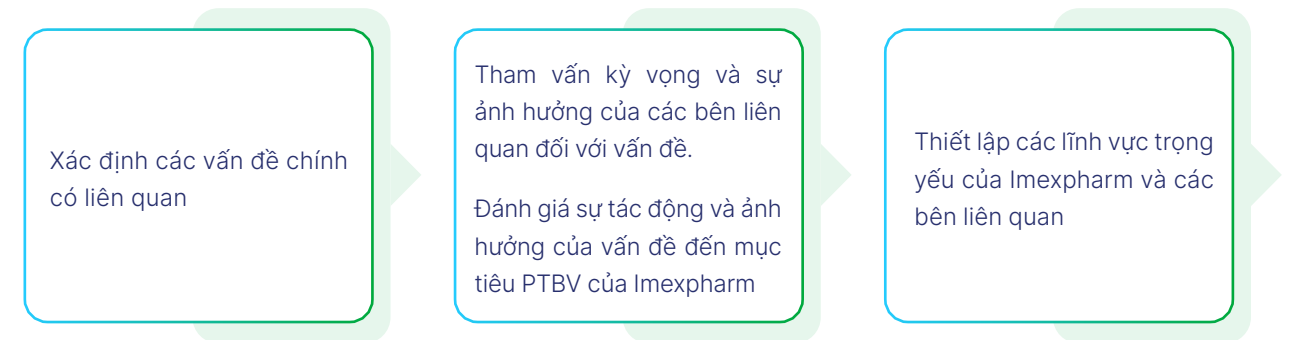 Xác định các vấn đề chính
có liên quan
Tham vấn kỳ vọng và sự
ảnh hưởng của các bên liên
quan đối với vấn đề.
Đánh giá sự tác động và ảnh
hưởng của vấn đề đến mục
tiêu PTBV của Imexpharm
Thiết lập các lĩnh vực trọng
yếu của Imexpharm và các
bên liên quan